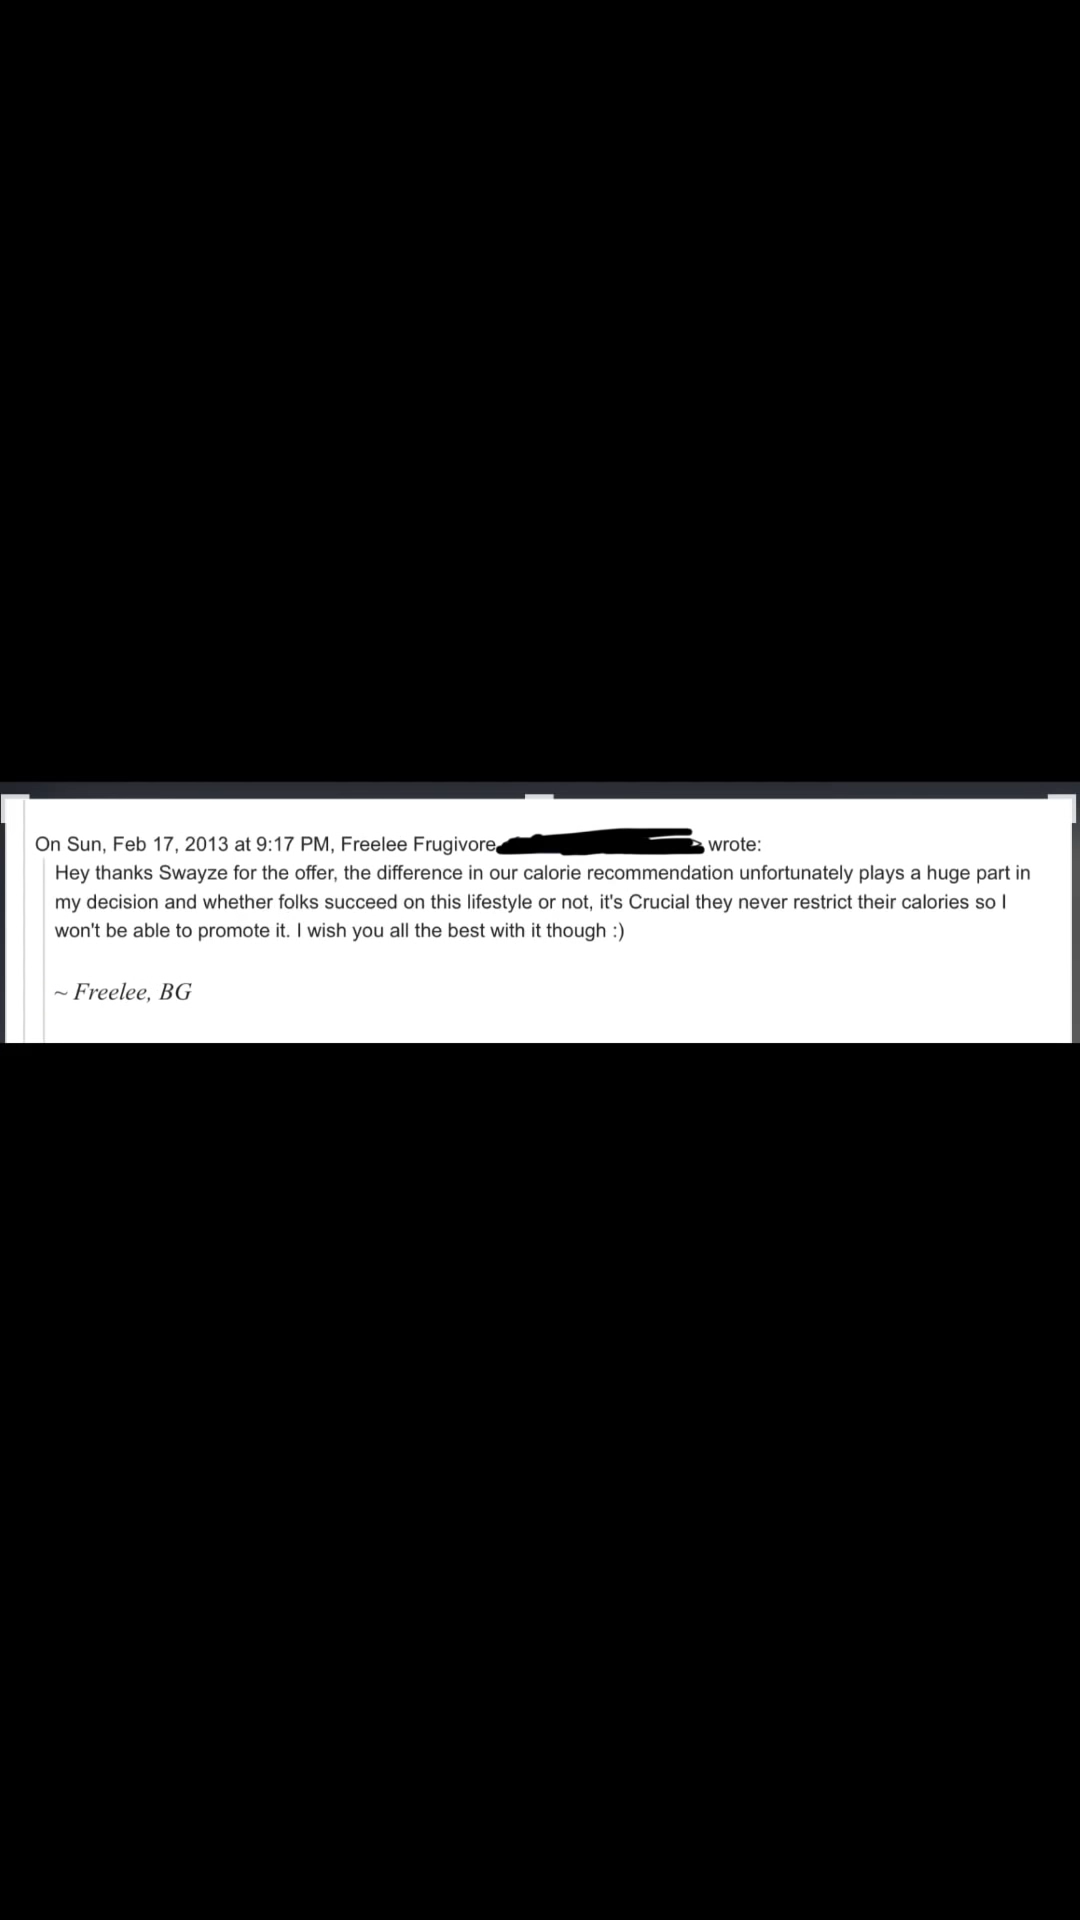 On Sun, Feb 17, 2013 at 9:17 PM, Freelee Frugivore wrote:
Hey thanks Swayze for the offer, the difference in our calorie recommendation unfortunately plays a huge part in
my decision and whether folks succeed on this lifestyle or not, it's Crucial they never restrict their calories so I
won't be able to promote it. I wish you all the best with it though :)
~ Freelee, BG